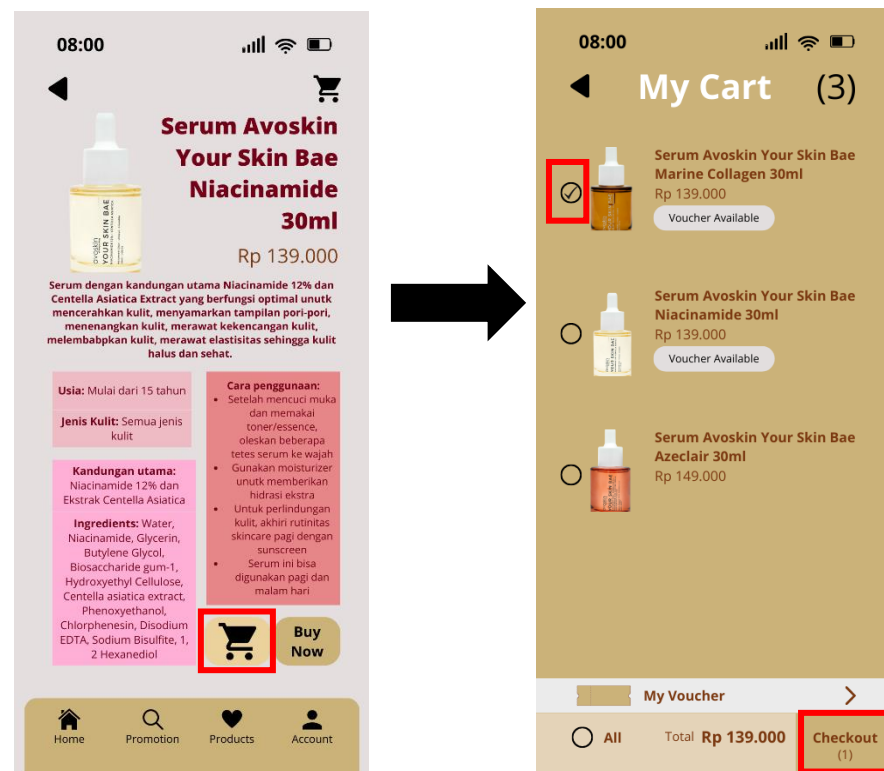 08:00
Serum Avoskin
Your Skin Bae
Niacinamide
30ml
Rp 139.000
Serum dengan kandungan utama Niacinamide 12% dan
Centella Asiatica Extract yang berfungsi optimal unutk
mencerahkan kulit, menyamarkan tampilan pori-pori,
menenangkan kulit, merawat kekencangan kulit,
melembabpkan kulit, merawat elastisitas sehingga kulit
halus dan sehat.
Usia: Mulai dari 15 tahun
Jenis Kulit: Semua jenis
kulit
Kandungan utama:
Niacinamide 12% dan
Ekstrak Centella Asiatica
Ingredients: Water,
Niacinamide, Glycerin,
Butylene Glycol,
Biosaccharide gum-1,
Hydroxyethyl Cellulose,
Centella asiatica extract,
Phenoxyethanol,
Chlorphenesin, Disodium
EDTA, Sodium Bisulfite, 1,
2 Hexanediol
Cara penggunaan:
• Setelah mencuci muka
dan memakai
toner/essence,
oleskan beberapa
tetes serum ke wajah
• Gunakan moisturizer
unutk memberikan
hidrasi ekstra
• Untuk perlindungan
kulit, akhiri rutinitas
skincare pagi dengan
sunscreen
• Serum ini bisa
digunakan pagi dan
malam hari
Buy
Now
Home
Promotion
Products
Account
avoskin
YOUR SKIN BAE
08:00
My Cart (3)
Serum Avoskin Your Skin Bae
Marine Collagen 30ml
Rp 139.000
Voucher Available
Serum Avoskin Your Skin Bae
Niacinamide 30ml
Rp 139.000
Voucher Available
Serum Avoskin Your Skin Bae
Azeclair 30ml
Rp 149.000
My Voucher
All
Total Rp 139.000
Checkout
(1)